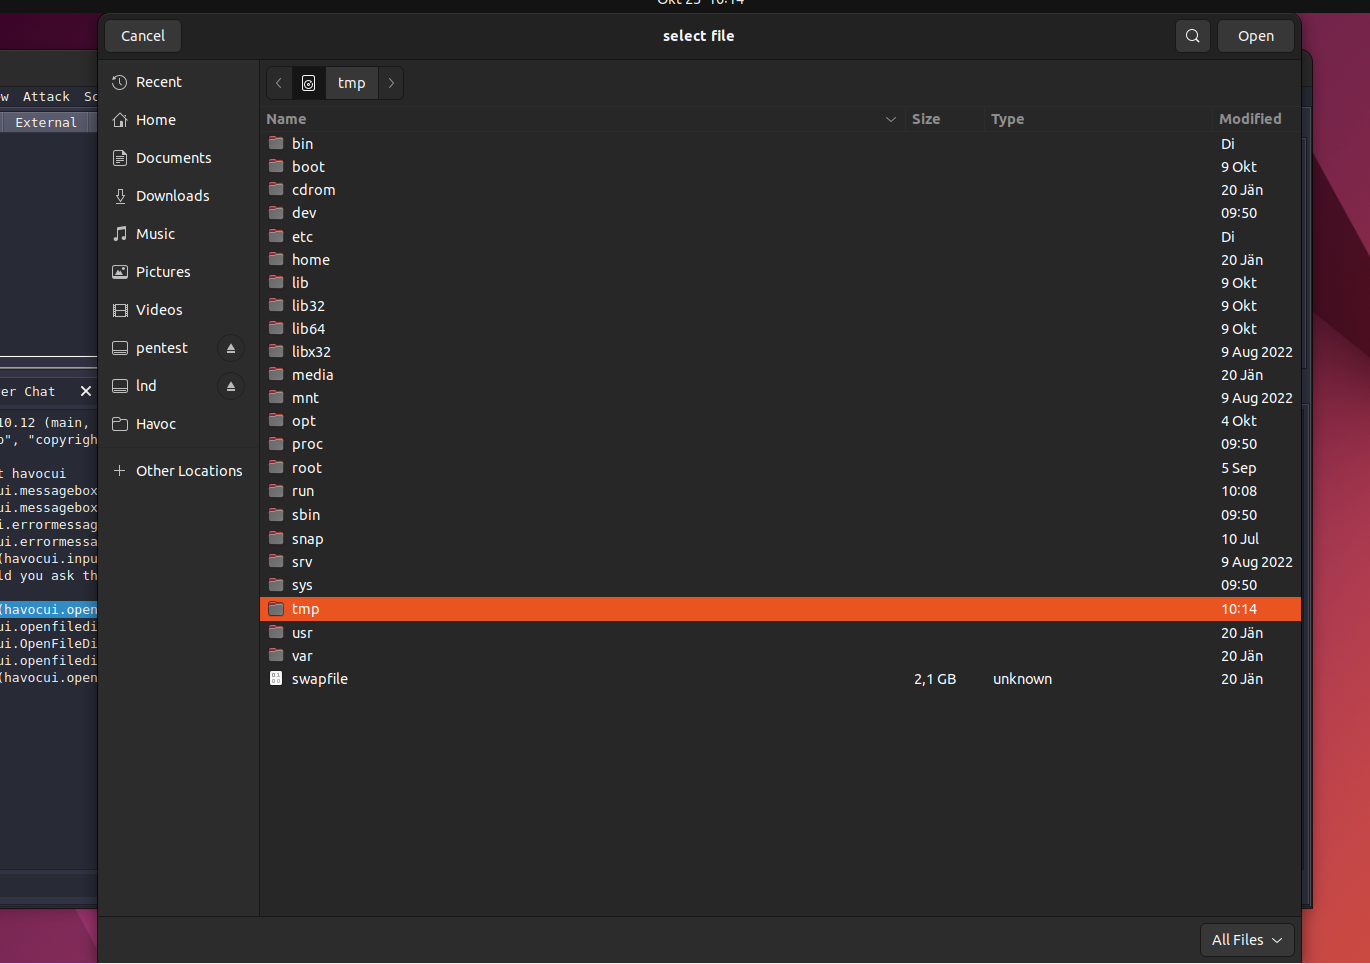 Okt 25 10:14
Cancel
select file
Open
Recent
Home
Documents
Downloads
Music
Pictures
Videos
pentest
lnd
Havoc
Other Locations
tmp
Name Size Type Modified
bin Di
boot 9 Okt
cdrom 20 Jän
dev 09:50
etc Di
home 20 Jän
lib 9 Okt
lib32 9 Okt
lib64 9 Okt
libx32 9 Aug 2022
media 20 Jän
mnt 9 Aug 2022
opt 4 Okt
proc 09:50
root 5 Sep
run 10:08
sbin 09:50
snap 10 Jul
srv 9 Aug 2022
sys 09:50
tmp 10:14
usr 20 Jän
var 20 Jän
swapfile 2,1 GB unknown 20 Jän
All Files
w Attack Sc
External
er Chat
10.12 (main,
o", "copyrigh
t havocui
ui.messagebox
ui.messagebox
i.errormessag
ui.errormessa
(havocui.inpu
ld you ask th
(havocui.open
ui.openfiledi
ui.OpenFileDi
ui.openfiledi
(havocui.open